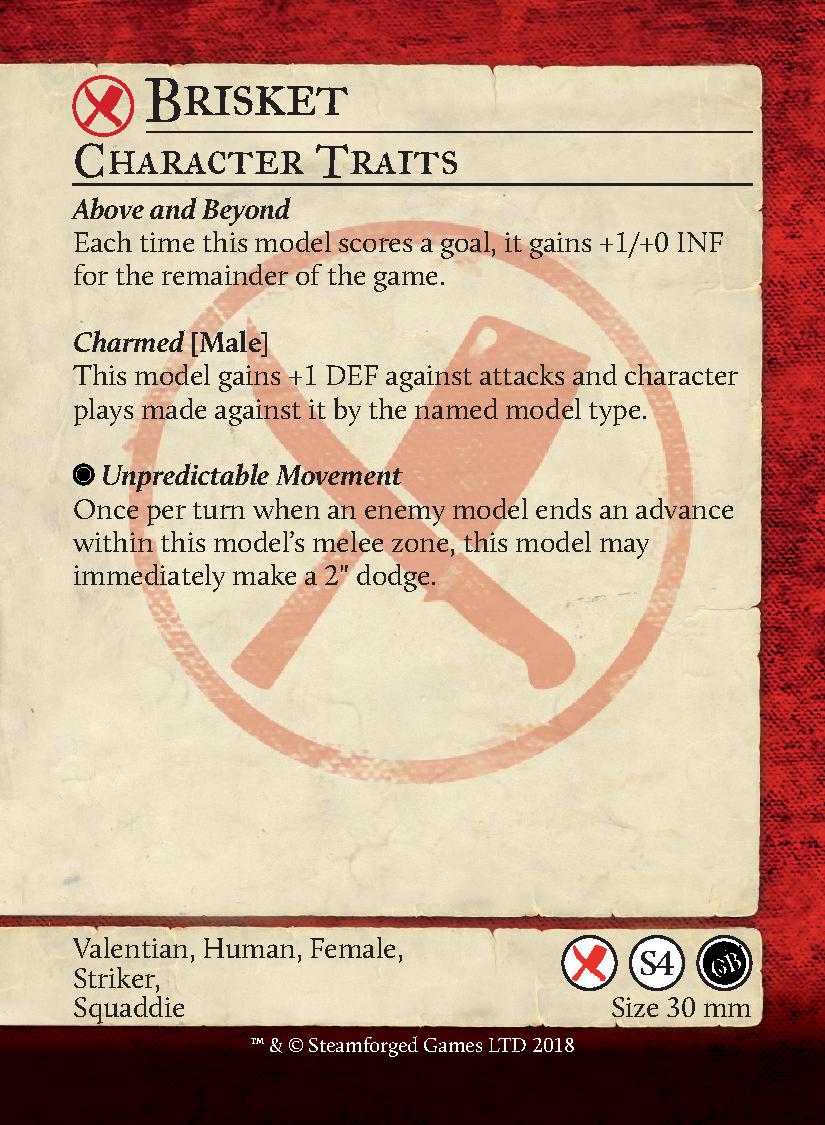 Brisket
Character Traits
Above and Beyond
Each time this model scores a goal, it gains +1/+0 INF
for the remainder of the game.
Charmed [Male]
This model gains +1 DEF against attacks and character
plays made against it by the named model type.
Unpredictable Movement
Once per turn when an enemy model ends an advance
within this model's melee zone, this model may
immediately make a 2" dodge.
Valentian, Human, Female,
Striker,
Squaddie
S4
GB
Size 30 mm
™ & © Steamforged Games LTD 2018